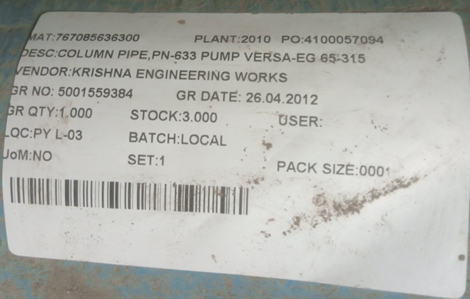 MAT:767085636300 PLANT:2010 PO:4100057094
DESC:COLUMN PIPE,PN-633 PUMP VERSA-EG 65-315
VENDOR:KRISHNA ENGINEERING WORKS
GR NO: 5001559384 GR DATE: 26.04.2012
GR QTY:1.000 STOCK:3.000 USER:
LOC:PY L-03 BATCH:LOCAL
UoM:NO SET:1 PACK SIZE:0001